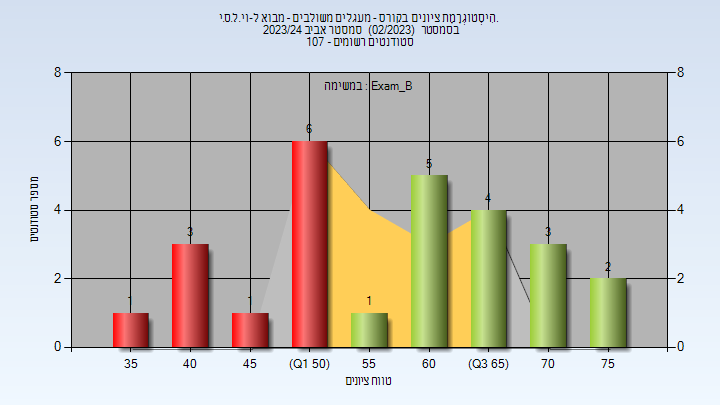 היסְטוגְרָמַת ציונים בקורס - מעגלים משולבים - מבוא ל-וי.ל.ס.י.
בסמסטר (02/2023) סמסטר אביב 2023/24
סטודנטים רשומים - 107
במשימה : Exam_B
מספר סטודנטים
8 8
6 6
4 4
2 2
0 0
1 3 1 6 1 5 4 3 2
35 40 45 (Q1 50) 55 60 (Q3 65) 70 75
טווח ציונים